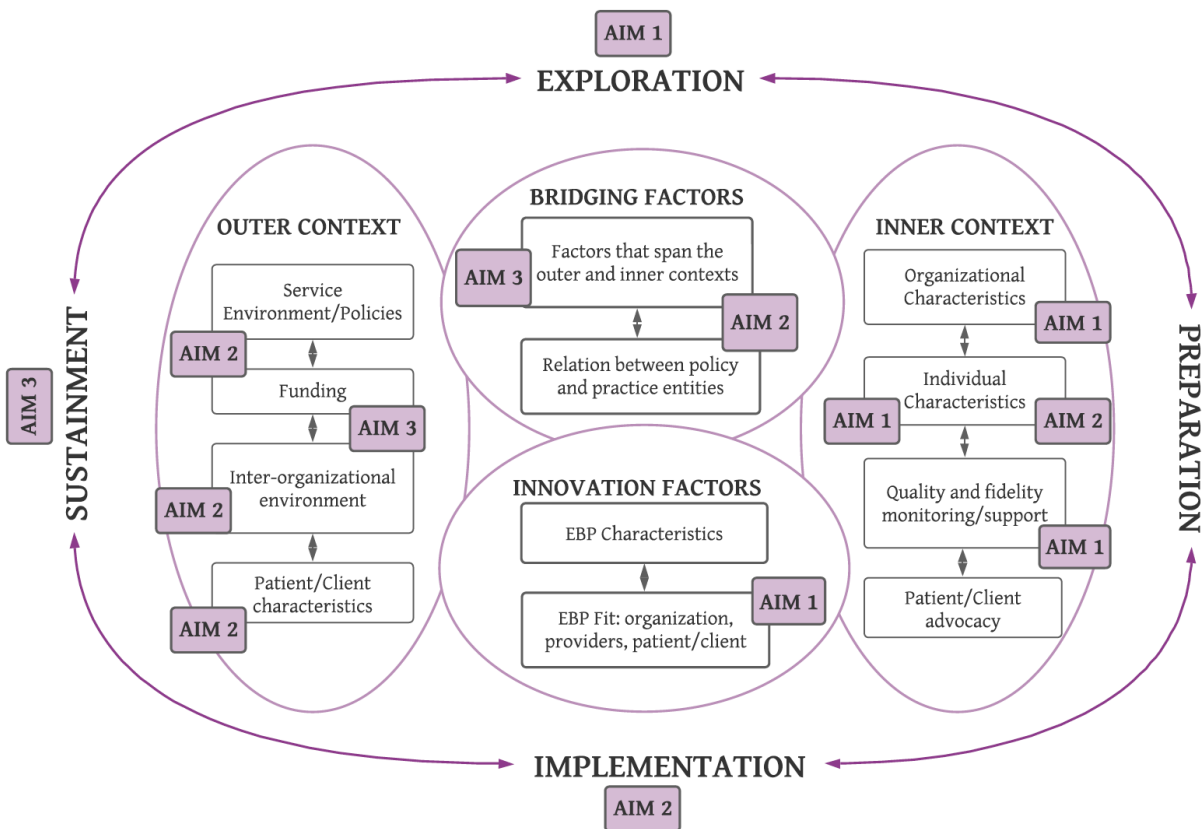 AIM 1
EXPLORATION
OUTER CONTEXT
Service
Environment/Policies
AIM 2
Funding
AIM 3
Inter-organizational
environment
AIM 2
Patient/Client
characteristics
AIM 2
BRIDGING FACTORS
Factors that span the
outer and inner contexts
AIM 3
AIM 2
Relation between policy
and practice entities
INNOVATION FACTORS
EBP Characteristics
AIM 1
EBP Fit: organization,
providers, patient/client
INNER CONTEXT
Organizational
Characteristics
AIM 1
Individual
Characteristics
AIM 1
AIM 2
Quality and fidelity
monitoring/support
AIM 1
Patient/Client
advocacy
PREPARATION
IMPLEMENTATION
AIM 2
SUSTAINMENT
AIM 3